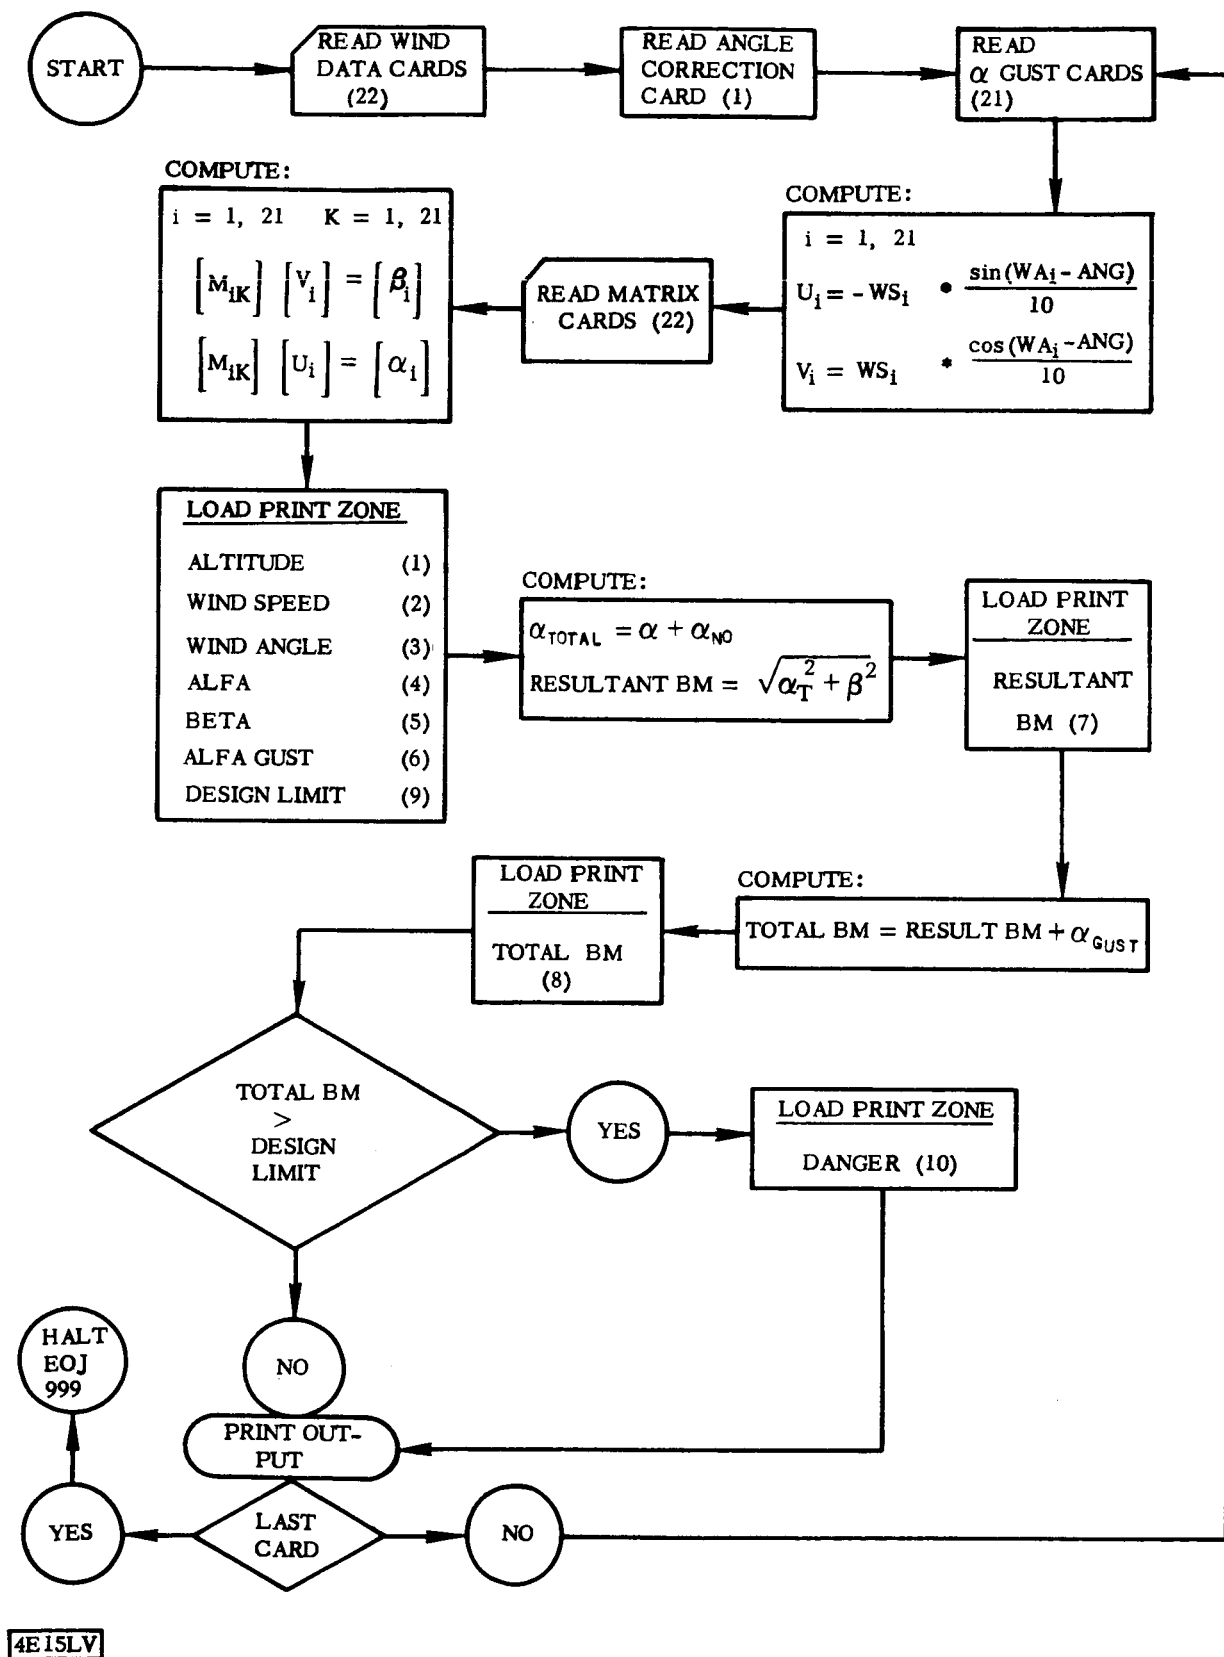 START
READ WIND
DATA CARDS
(22)
READ ANGLE
CORRECTION
CARD (1)
READ
α GUST CARDS
(21)
COMPUTE:
i = 1, 21
U_i = - WS_i * sin(WA_i - ANG) / 10
V_i = WS_i * cos(WA_i - ANG) / 10
READ MATRIX
CARDS (22)
COMPUTE:
i = 1, 21 K = 1, 21
[M_iK] [V_i] = [β_i]
[M_iK] [U_i] = [α_i]
LOAD PRINT ZONE
ALTITUDE (1)
WIND SPEED (2)
WIND ANGLE (3)
ALFA (4)
BETA (5)
ALFA GUST (6)
DESIGN LIMIT (9)
COMPUTE:
α_TOTAL = α + α_NO
RESULTANT BM = √(α_T^2 + β^2)
LOAD PRINT
ZONE
RESULTANT
BM (7)
COMPUTE:
TOTAL BM = RESULT BM + α_GUST
LOAD PRINT
ZONE
TOTAL BM
(8)
TOTAL BM
>
DESIGN
LIMIT
YES
LOAD PRINT ZONE
DANGER (10)
NO
PRINT OUT-
PUT
LAST
CARD
NO
YES
HALT
EOJ
999
4E15LV